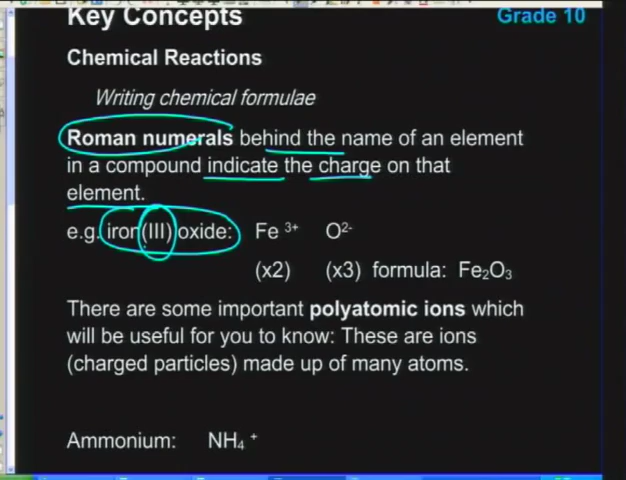 Key Concepts
Grade 10
Chemical Reactions
Writing chemical formulae
Roman numerals behind the name of an element
in a compound indicate the charge on that
element.
e.g. iron(III) oxide: Fe ³⁺ O²⁻
(x2) (x3) formula: Fe₂O₃
There are some important polyatomic ions which
will be useful for you to know: These are ions
(charged particles) made up of many atoms.
Ammonium: NH₄ ⁺